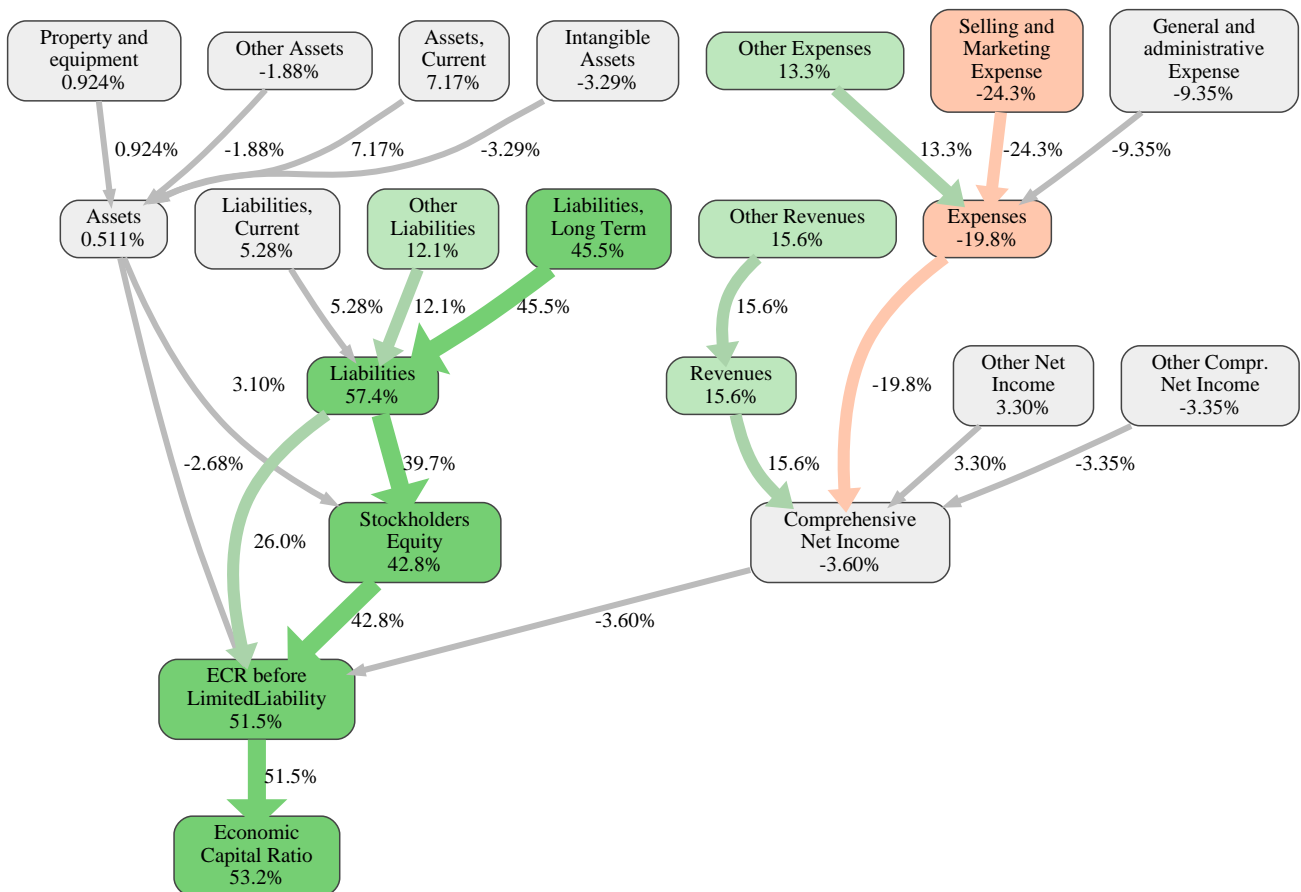 Property and
equipment
0.924%
Other Assets
-1.88%
Assets,
Current
7.17%
Intangible
Assets
-3.29%
Other Expenses
13.3%
Selling and
Marketing
Expense
-24.3%
General and
administrative
Expense
-9.35%
0.924%
-1.88%
7.17%
-3.29%
13.3%
-24.3%
-9.35%
Assets
0.511%
Liabilities,
Current
5.28%
Other
Liabilities
12.1%
Liabilities,
Long Term
45.5%
Other Revenues
15.6%
Expenses
-19.8%
5.28%
12.1%
45.5%
15.6%
3.10%
Liabilities
57.4%
Revenues
15.6%
-19.8%
Other Net
Income
3.30%
Other Compr.
Net Income
-3.35%
-2.68%
39.7%
15.6%
3.30%
-3.35%
26.0%
Stockholders
Equity
42.8%
Comprehensive
Net Income
-3.60%
42.8%
-3.60%
ECR before
LimitedLiability
51.5%
51.5%
Economic
Capital Ratio
53.2%